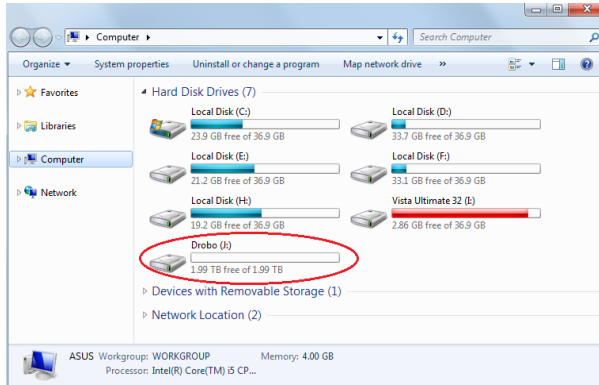 Computer
Search Computer
Organize
System properties
Uninstall or change a program
Map network drive
»
Favorites
Libraries
Computer
Network
Hard Disk Drives (7)
Local Disk (C:)
23.9 GB free of 36.9 GB
Local Disk (D:)
33.7 GB free of 36.9 GB
Local Disk (E:)
21.2 GB free of 36.9 GB
Local Disk (F:)
33.1 GB free of 36.9 GB
Local Disk (H:)
19.2 GB free of 36.9 GB
Vista Ultimate 32 (I:)
2.86 GB free of 36.9 GB
Drobo (J:)
1.99 TB free of 1.99 TB
Devices with Removable Storage (1)
Network Location (2)
ASUS Workgroup: WORKGROUP Memory: 4.00 GB
Processor: Intel(R) Core(TM) i5 CP...